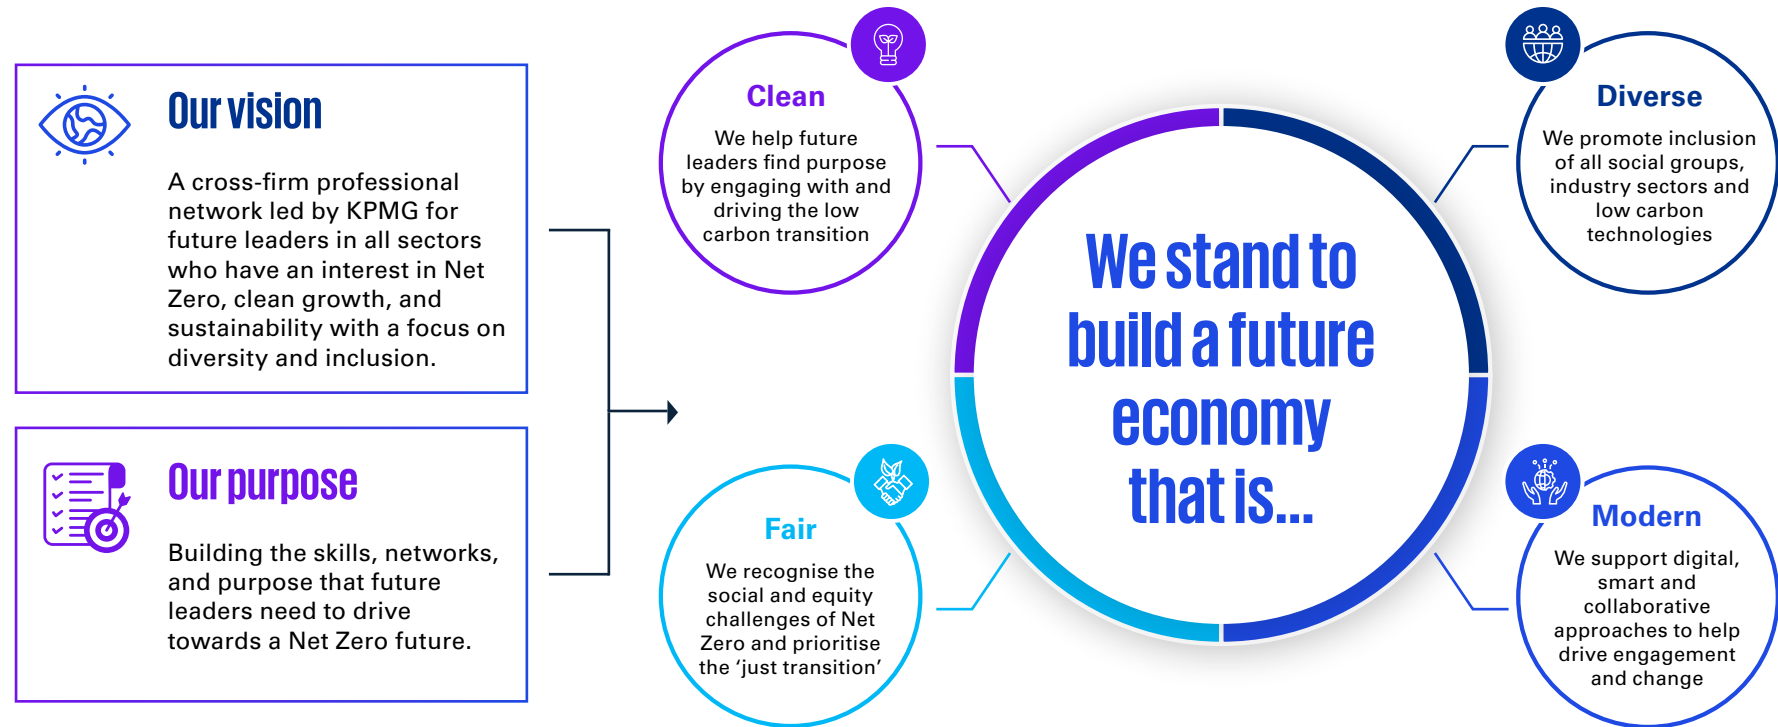 Our vision
A cross-firm professional
network led by KPMG for
future leaders in all sectors
who have an interest in Net
Zero, clean growth, and
sustainability with a focus on
diversity and inclusion.
Our purpose
Building the skills, networks,
and purpose that future
leaders need to drive
towards a Net Zero future.
Clean
We help future
leaders find purpose
by engaging with and
driving the low
carbon transition
Fair
We recognise the
social and equity
challenges of Net
Zero and prioritise
the ‘just transition’
We stand to
build a future
economy
that is...
Diverse
We promote inclusion
of all social groups,
industry sectors and
low carbon
technologies
Modern
We support digital,
smart and
collaborative
approaches to help
drive engagement
and change